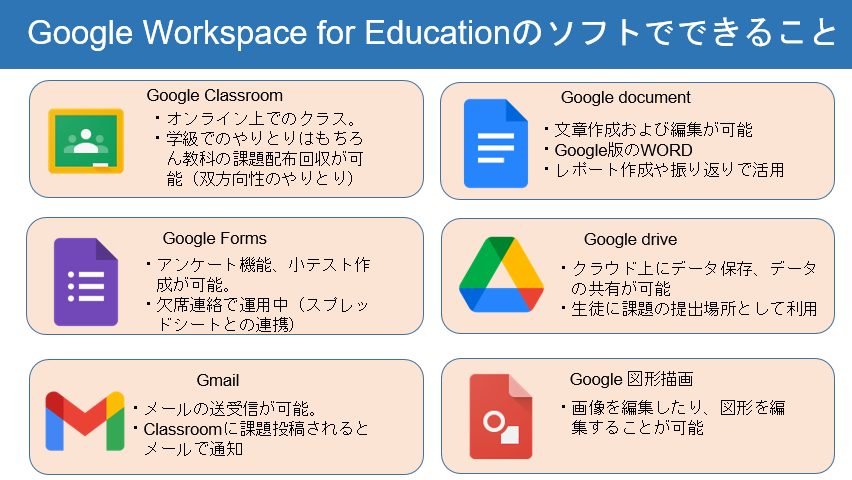 Google Workspace for Educationのソフトでできること
Google Classroom
・オンライン上でのクラス。
・学級でのやりとりはもちろ
ん教科の課題配布回収が可
能（双方向性のやりとり）
Google document
・文章作成および編集が可能
・Google版のWORD
・レポート作成や振り返りで活用
Google Forms
・アンケート機能、小テスト作
成が可能。
・欠席連絡で運用中（スプレッ
ドシートとの連携）
Google drive
・クラウド上にデータ保存、データ
の共有が可能
・生徒に課題の提出場所として利用
Gmail
・メールの送受信が可能。
・Classroomに課題投稿されると
メールで通知
Google 図形描画
・画像を編集したり、図形を編
集することが可能